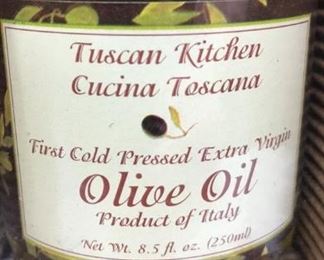 Tuscan Kitchen
Cucina Toscana
First Cold Pressed Extra Virgin
Olive Oil
Product of Italy
Net Wt. 8.5 fl. oz. (250ml)